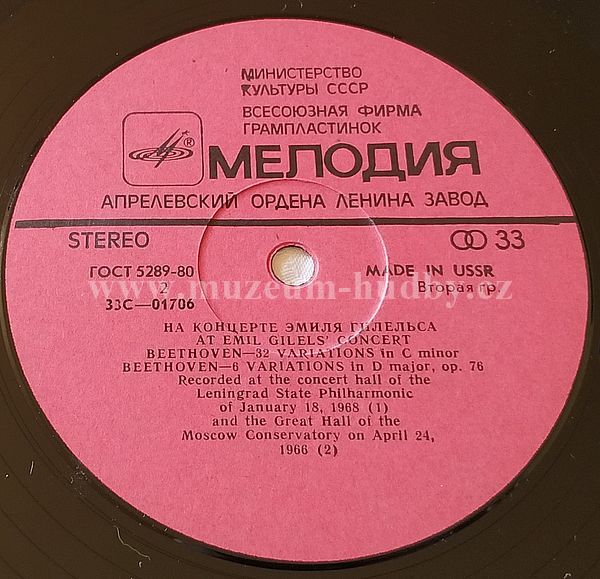 МИНИСТЕРСТВО
КУЛЬТУРЫ СССР
ВСЕСОЮЗНАЯ ФИРМА
ГРАМПЛАСТИНОК
®
МЕЛОДИЯ
АПРЕЛЕВСКИЙ ОРДЕНА ЛЕНИНА ЗАВОД
STEREO 33
ГОСТ 5289-80 MADE IN USSR
2 Вторая гр.
33С—01706
www.muzeum-hudby.cz
НА КОНЦЕРТЕ ЭМИЛЯ ГИЛЕЛЬСА
AT EMIL GILELS' CONCERT
BEETHOVEN—32 VARIATIONS in C minor
BEETHOVEN—6 VARIATIONS in D major, op. 76
Recorded at the concert hall of the
Leningrad State Philharmonic
of January 18, 1968 (1)
and the Great Hall of the
Moscow Conservatory on April 24,
1966 (2)